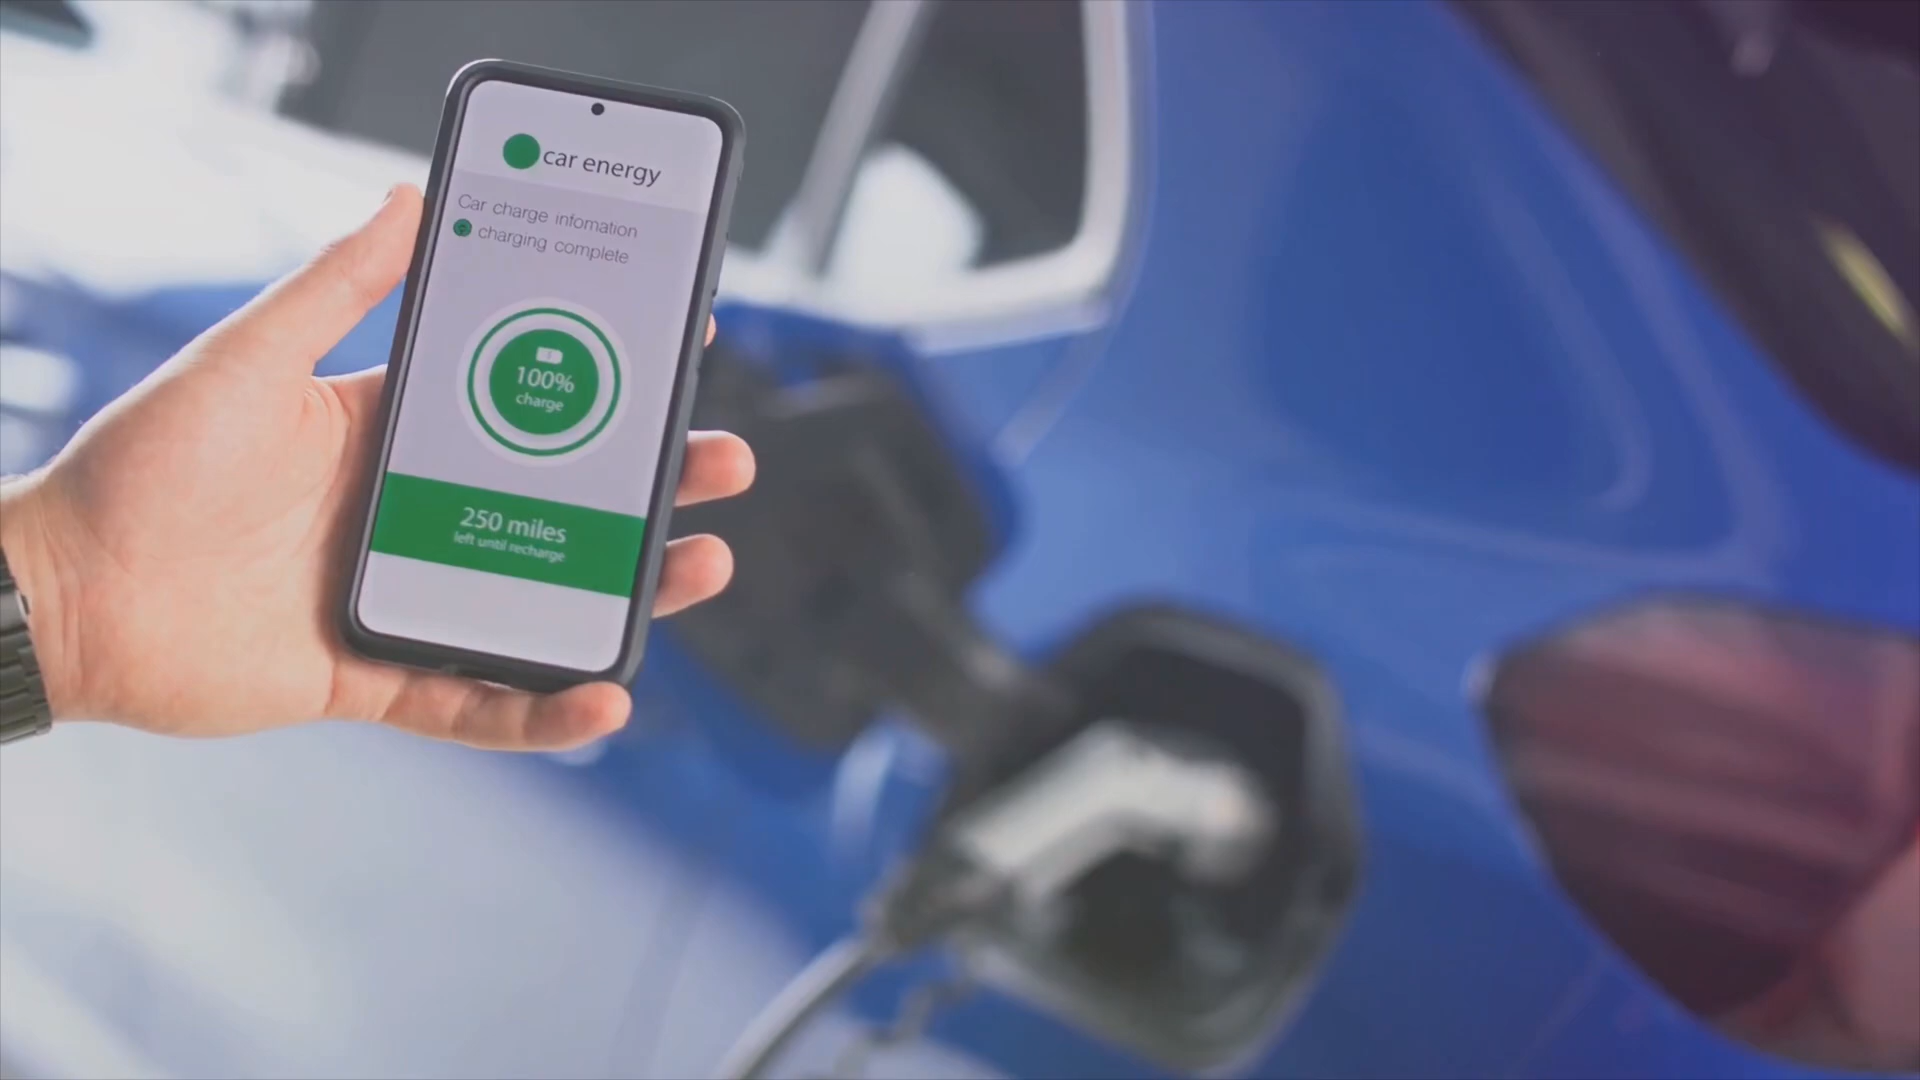 car energy
Car charge infomation
charging complete
100%
charge
250 miles
left until recharge